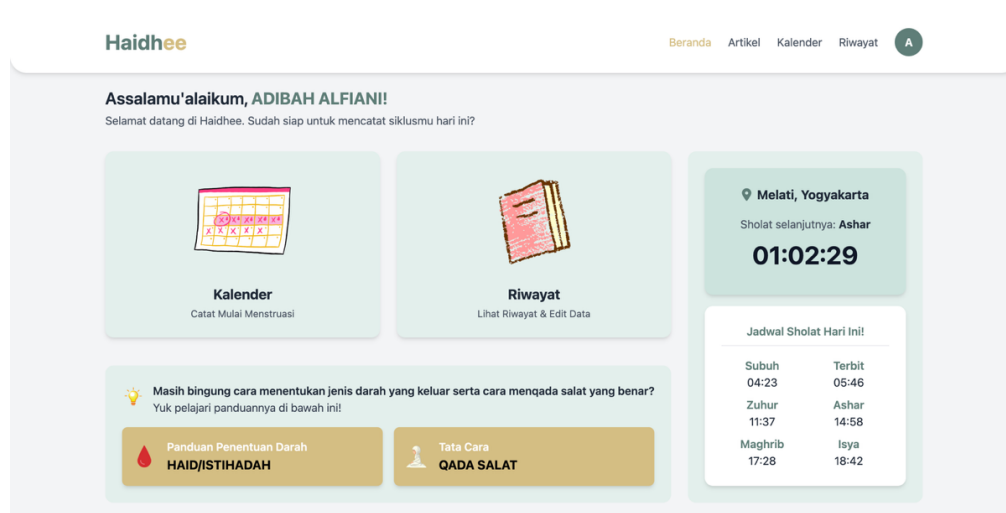 Haidhee
Beranda Artikel Kalender Riwayat A
Assalamu'alaikum, ADIBAH ALFIANI!
Selamat datang di Haidhee. Sudah siap untuk mencatat siklusmu hari ini?
Kalender
Catat Mulai Menstruasi
Riwayat
Lihat Riwayat & Edit Data
Masih bingung cara menentukan jenis darah yang keluar serta cara menqada salat yang benar?
Yuk pelajari panduannya di bawah ini!
Panduan Penentuan Darah
HAID/ISTIHADAH
Tata Cara
QADA SALAT
Melati, Yogyakarta
Sholat selanjutnya: Ashar
01:02:29
Jadwal Sholat Hari Ini!
Subuh Terbit
04:23 05:46
Zuhur Ashar
11:37 14:58
Maghrib Isya
17:28 18:42